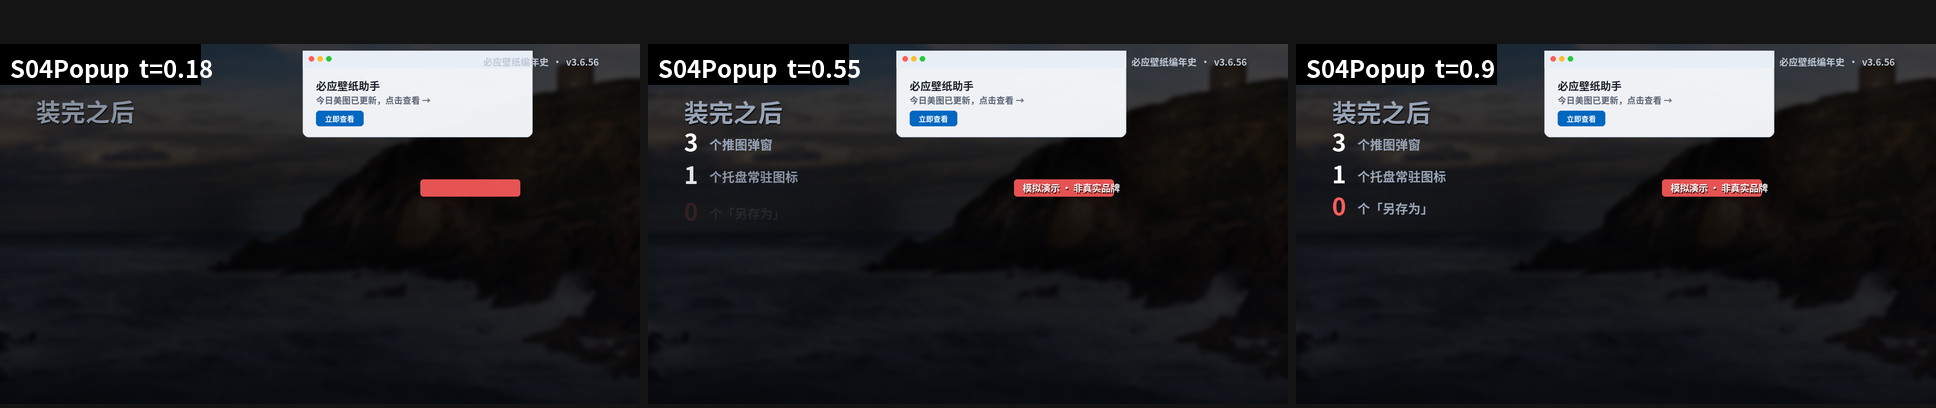 S04Popup t=0.18
必应壁纸编年史 · v3.6.56
装完之后
必应壁纸助手
今日美图已更新，点击查看 →
立即查看
S04Popup t=0.55
必应壁纸编年史 · v3.6.56
装完之后
必应壁纸助手
今日美图已更新，点击查看 →
立即查看
3 个推图弹窗
1 个托盘常驻图标
模拟演示 · 非真实品牌
0 个「另存为」
S04Popup t=0.9
必应壁纸编年史 · v3.6.56
装完之后
必应壁纸助手
今日美图已更新，点击查看 →
立即查看
3 个推图弹窗
1 个托盘常驻图标
模拟演示 · 非真实品牌
0 个「另存为」